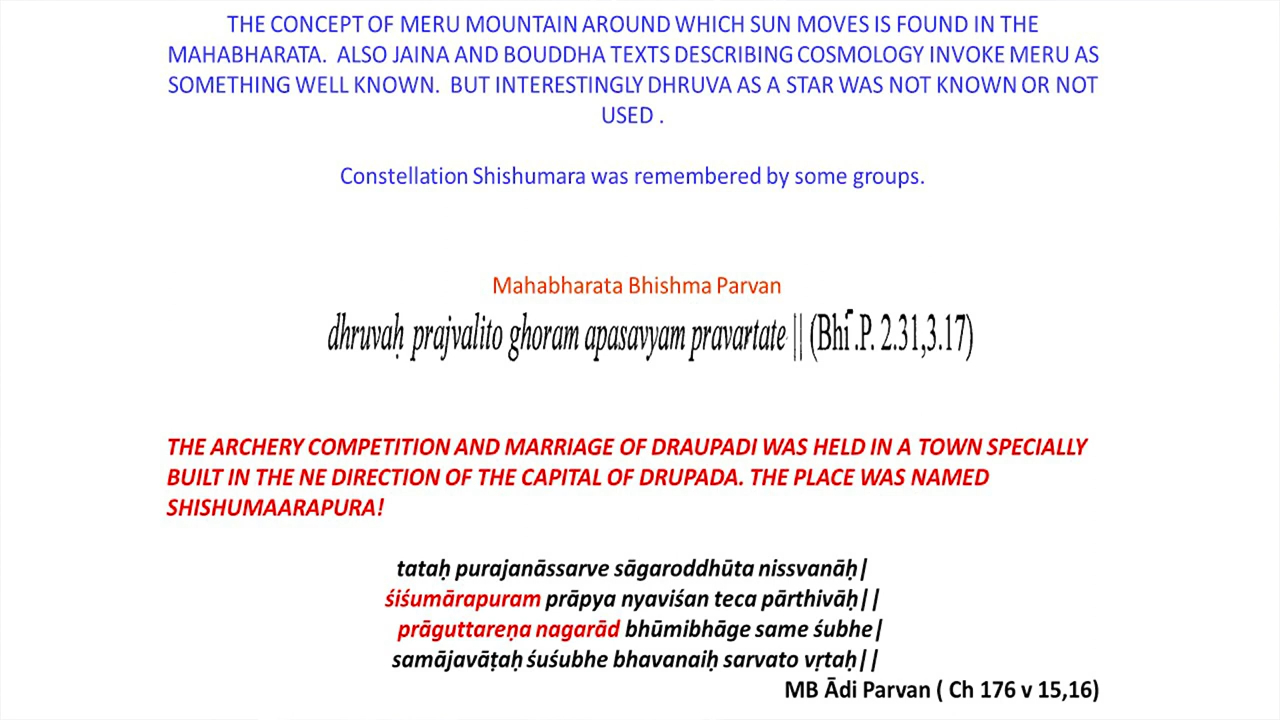 THE CONCEPT OF MERU MOUNTAIN AROUND WHICH SUN MOVES IS FOUND IN THE
MAHABHARATA. ALSO JAINA AND BOUDDHA TEXTS DESCRIBING COSMOLOGY INVOKE MERU AS
SOMETHING WELL KNOWN. BUT INTERESTINGLY DHRUVA AS A STAR WAS NOT KNOWN OR NOT
USED .
Constellation Shishumara was remembered by some groups.
Mahabharata Bhishma Parvan
dhruvaḥ prajvalito ghoram apasavyam pravartate || (Bhī .P. 2.31,3.17)
THE ARCHERY COMPETITION AND MARRIAGE OF DRAUPADI WAS HELD IN A TOWN SPECIALLY
BUILT IN THE NE DIRECTION OF THE CAPITAL OF DRUPADA. THE PLACE WAS NAMED
SHISHUMAARAPURA!
tataḥ purajanāssarve sāgaroddhūta nissvanāḥ|
śiśumārapuram prāpya nyaviśan teca pārthivāḥ||
prāguttareṇa nagarād bhūmibhāge same śubhe|
samājavāṭaḥ śuśubhe bhavanaiḥ sarvato vṛtaḥ||
MB Ādi Parvan ( Ch 176 v 15,16)